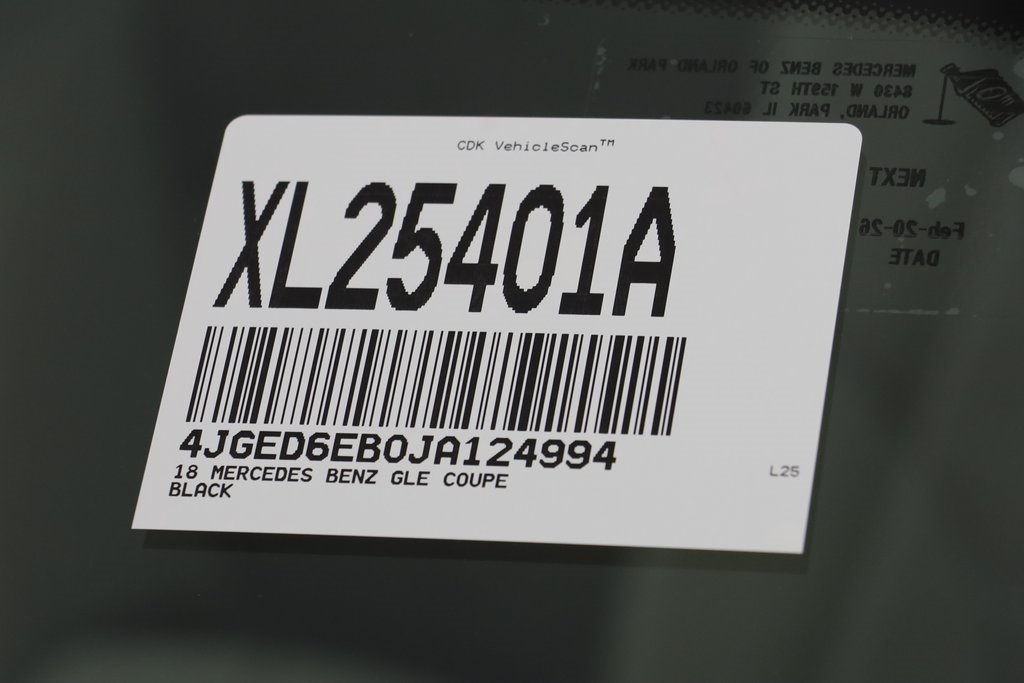 CDK VehicleScan™
XL25401A
4JGED6EB0JA124994
18 MERCEDES BENZ GLE COUPE
BLACK
L25
MERCEDES BENZ OF ORLAND PARK
8430 W 159TH ST
ORLAND, PARK IL 60423
NEXT
Feb-20-26
DATE